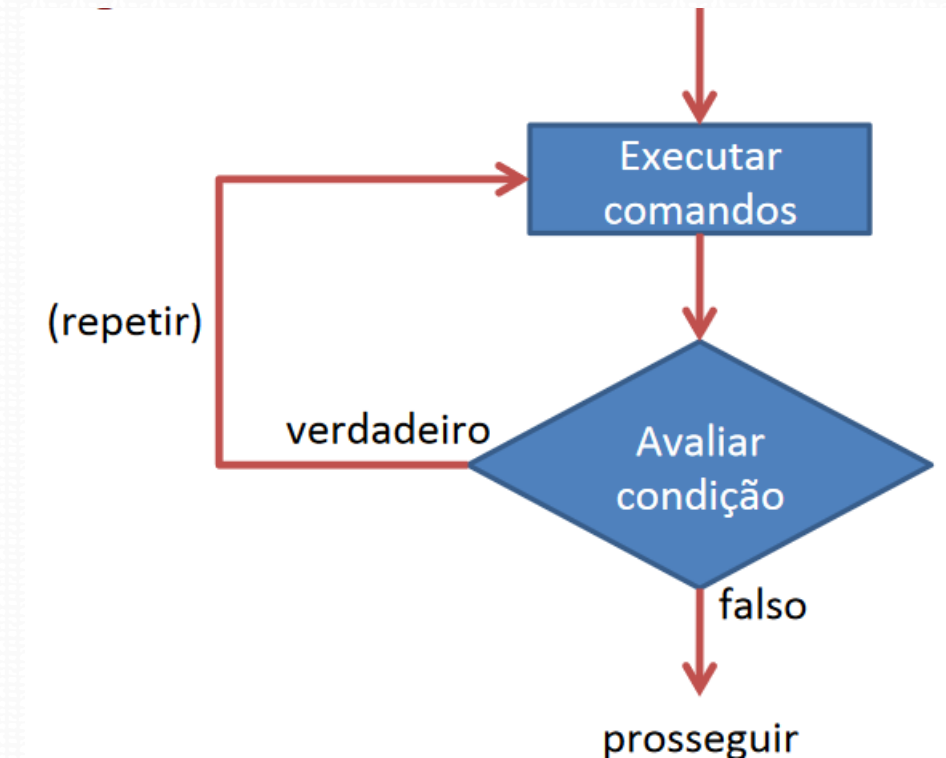 Executar
comandos
(repetir)
verdadeiro
Avaliar
condição
falso
prosseguir